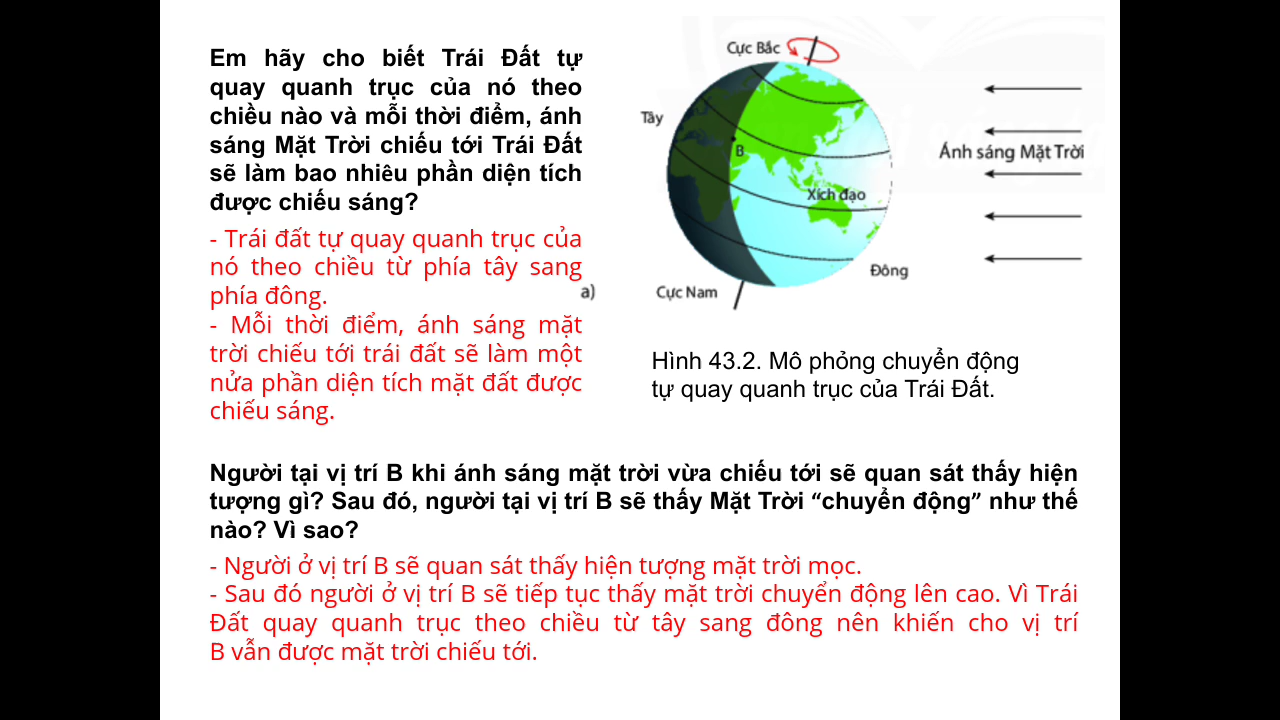 Em hãy cho biết Trái Đất tự
quay quanh trục của nó theo
chiều nào và mỗi thời điểm, ánh
sáng Mặt Trời chiếu tới Trái Đất
sẽ làm bao nhiêu phần diện tích
được chiếu sáng?
- Trái đất tự quay quanh trục của
nó theo chiều từ phía tây sang
phía đông.
- Mỗi thời điểm, ánh sáng mặt
trời chiếu tới trái đất sẽ làm một
nửa phần diện tích mặt đất được
chiếu sáng.
Cực Bắc
Tây
B
Ánh sáng Mặt Trời
Xích đạo
Đông
a)
Cực Nam
Hình 43.2. Mô phỏng chuyển động
tự quay quanh trục của Trái Đất.
Người tại vị trí B khi ánh sáng mặt trời vừa chiếu tới sẽ quan sát thấy hiện
tượng gì? Sau đó, người tại vị trí B sẽ thấy Mặt Trời “chuyển động” như thế
nào? Vì sao?
- Người ở vị trí B sẽ quan sát thấy hiện tượng mặt trời mọc.
- Sau đó người ở vị trí B sẽ tiếp tục thấy mặt trời chuyển động lên cao. Vì Trái
Đất quay quanh trục theo chiều từ tây sang đông nên khiến cho vị trí
B vẫn được mặt trời chiếu tới.